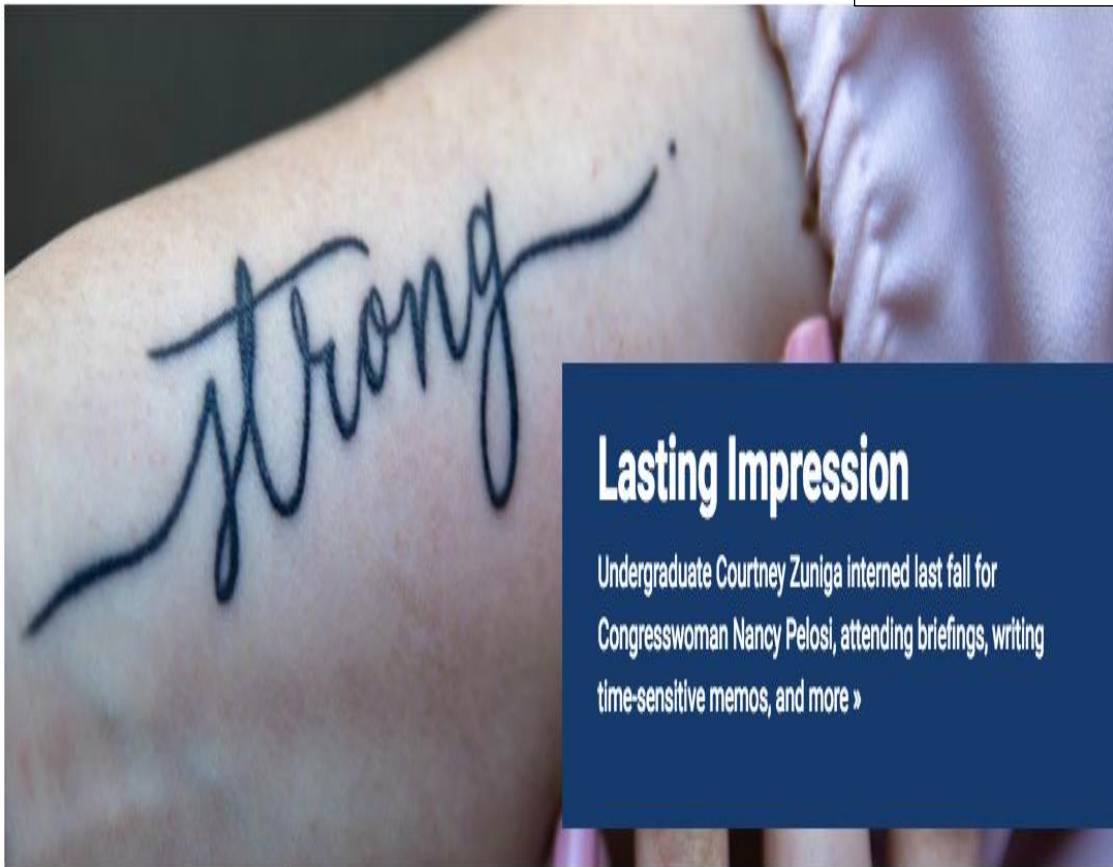 strong
Lasting Impression
Undergraduate Courtney Zuniga interned last fall for
Congresswoman Nancy Pelosi, attending briefings, writing
time-sensitive memos, and more »